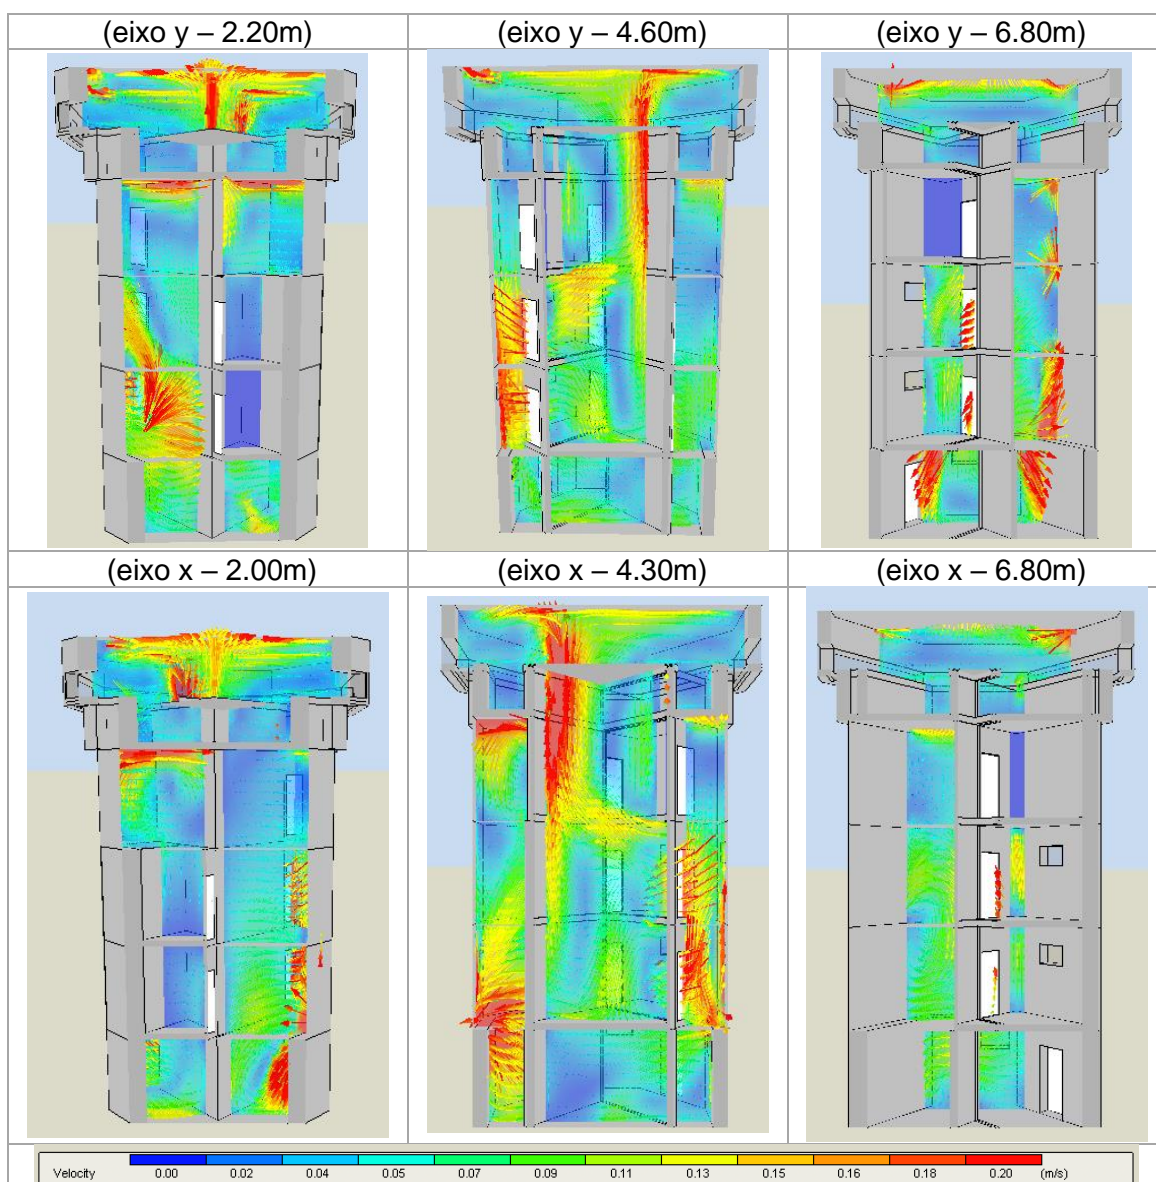 (eixo y – 2.20m) (eixo y – 4.60m) (eixo y – 6.80m)
(eixo x – 2.00m) (eixo x – 4.30m) (eixo x – 6.80m)
Velocity 0.00 0.02 0.04 0.05 0.07 0.09 0.11 0.13 0.15 0.16 0.18 0.20 (m/s)